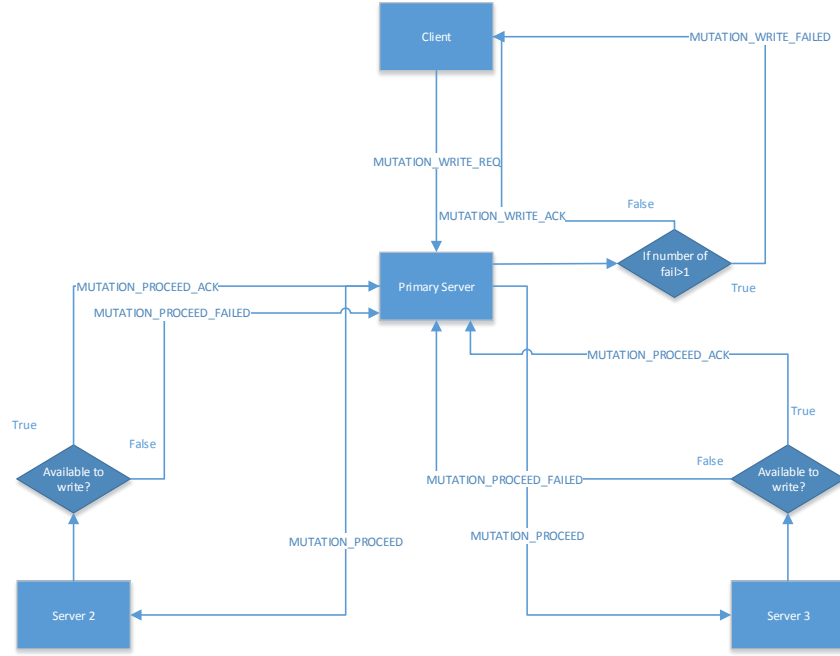 Client
MUTATION_WRITE_FAILED
MUTATION_WRITE_REQ
False
MUTATION_WRITE_ACK
If number of
fail>1
True
Primary Server
MUTATION_PROCEED_ACK
MUTATION_PROCEED_FAILED
MUTATION_PROCEED_ACK
True
False
Available to
write?
True
False
Available to
write?
MUTATION_PROCEED_FAILED
MUTATION_PROCEED
MUTATION_PROCEED
Server 2
Server 3